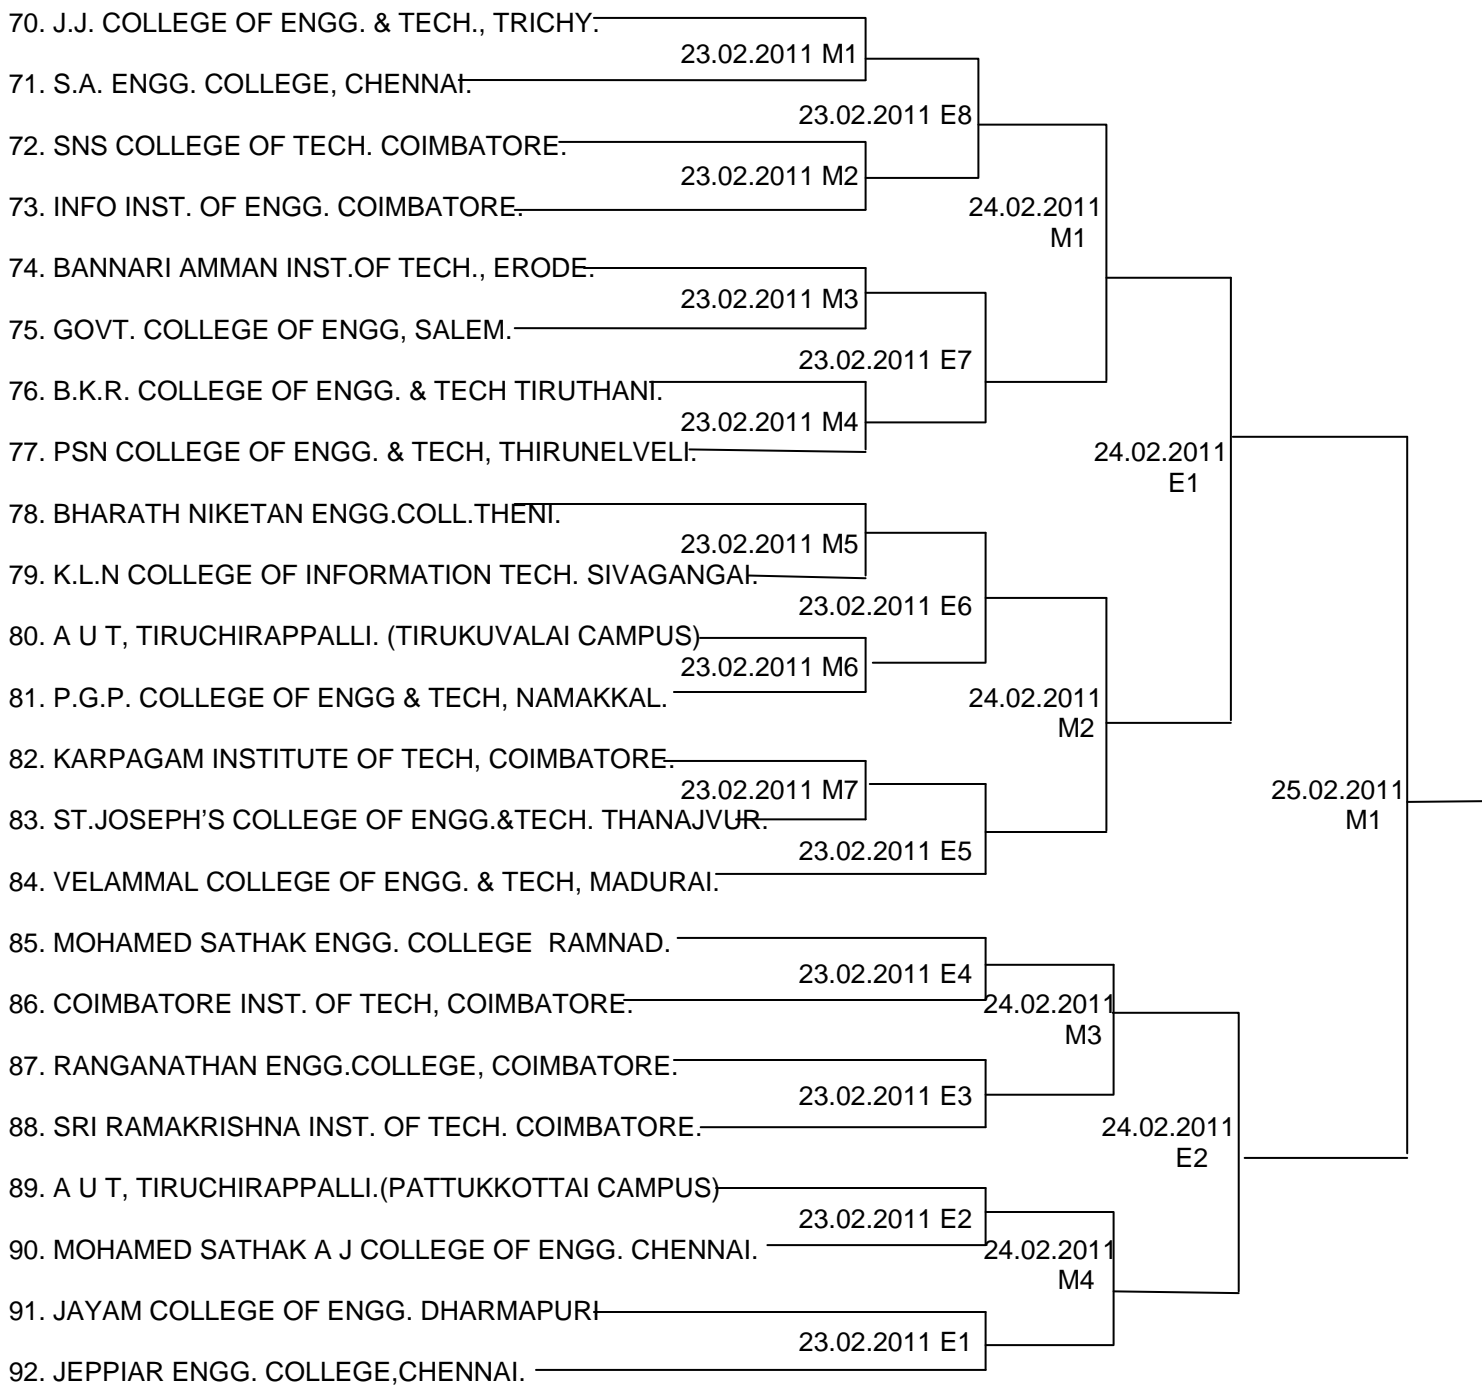 70. J.J. COLLEGE OF ENGG. & TECH., TRICHY.
23.02.2011 M1
71. S.A. ENGG. COLLEGE, CHENNAI.
23.02.2011 E8
72. SNS COLLEGE OF TECH. COIMBATORE.
23.02.2011 M2
73. INFO INST. OF ENGG. COIMBATORE.
24.02.2011
M1
74. BANNARI AMMAN INST.OF TECH., ERODE.
23.02.2011 M3
75. GOVT. COLLEGE OF ENGG, SALEM.
23.02.2011 E7
76. B.K.R. COLLEGE OF ENGG. & TECH TIRUTHANI.
23.02.2011 M4
77. PSN COLLEGE OF ENGG. & TECH, THIRUNELVELI.
24.02.2011
E1
78. BHARATH NIKETAN ENGG.COLL.THENI.
23.02.2011 M5
79. K.L.N COLLEGE OF INFORMATION TECH. SIVAGANGAI.
23.02.2011 E6
80. A U T, TIRUCHIRAPPALLI. (TIRUKUVALAI CAMPUS)
23.02.2011 M6
81. P.G.P. COLLEGE OF ENGG & TECH, NAMAKKAL.
24.02.2011
M2
82. KARPAGAM INSTITUTE OF TECH, COIMBATORE.
23.02.2011 M7
25.02.2011
M1
83. ST.JOSEPH'S COLLEGE OF ENGG.&TECH. THANAJVUR.
23.02.2011 E5
84. VELAMMAL COLLEGE OF ENGG. & TECH, MADURAI.
85. MOHAMED SATHAK ENGG. COLLEGE  RAMNAD.
23.02.2011 E4
86. COIMBATORE INST. OF TECH, COIMBATORE.
24.02.2011
M3
87. RANGANATHAN ENGG.COLLEGE, COIMBATORE.
23.02.2011 E3
88. SRI RAMAKRISHNA INST. OF TECH. COIMBATORE.
24.02.2011
E2
89. A U T, TIRUCHIRAPPALLI.(PATTUKKOTTAI CAMPUS)
23.02.2011 E2
90. MOHAMED SATHAK A J COLLEGE OF ENGG. CHENNAI.
24.02.2011
M4
91. JAYAM COLLEGE OF ENGG. DHARMAPURI
23.02.2011 E1
92. JEPPIAR ENGG. COLLEGE,CHENNAI.